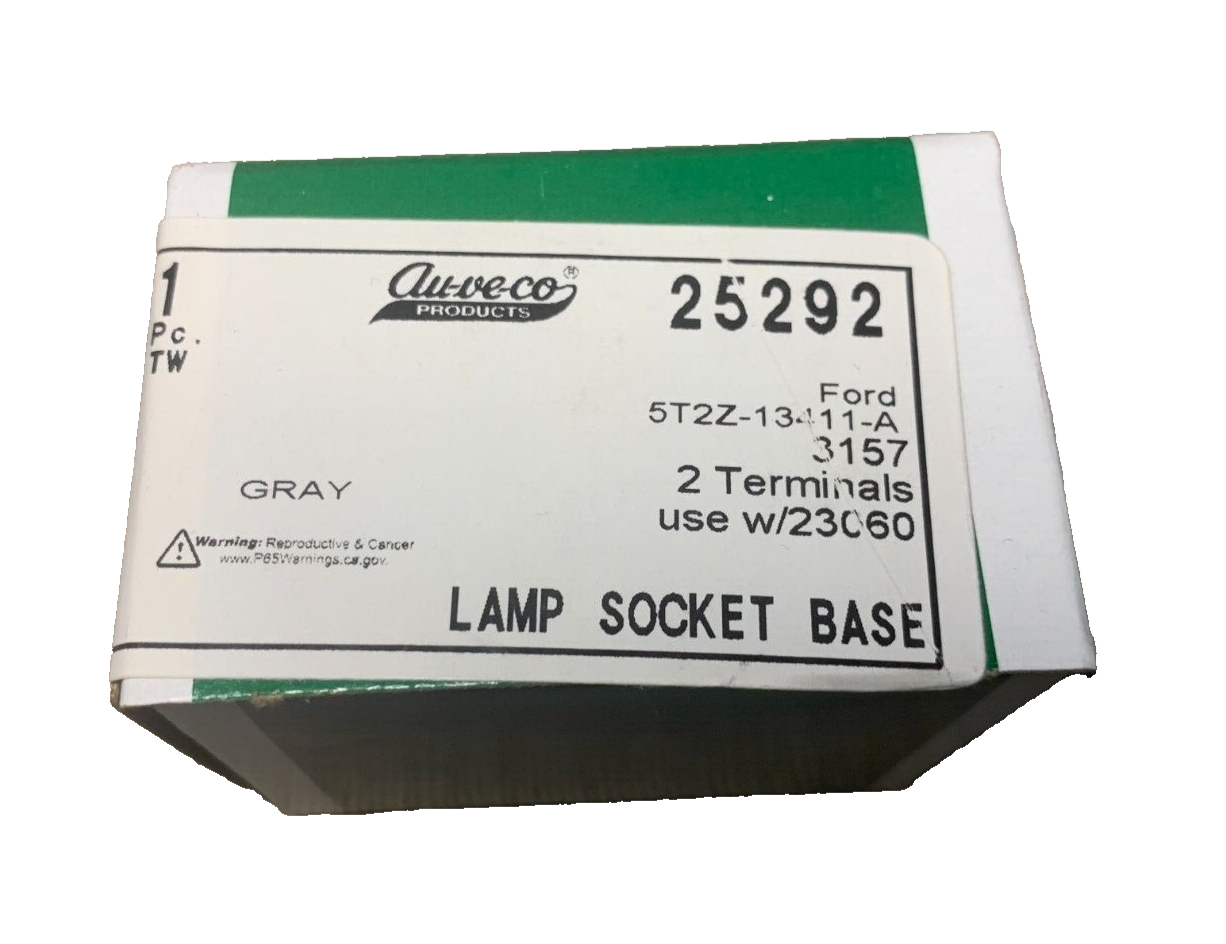 1
Pc.
TW
Au-ve-co®
PRODUCTS
25292
Ford
5T2Z-13411-A
3157
2 Terminals
use w/23060
GRAY
Warning: Reproductive & Cancer
www.P65Warnings.ca.gov.
LAMP SOCKET BASE